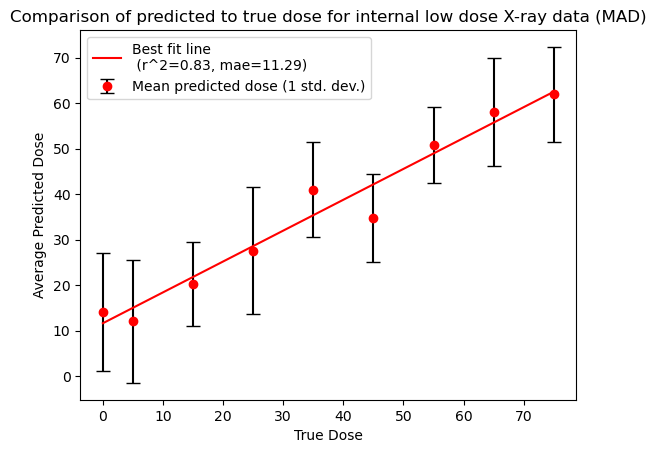 Comparison of predicted to true dose for internal low dose X-ray data (MAD)
Best fit line
(r^2=0.83, mae=11.29)
Mean predicted dose (1 std. dev.)
Average Predicted Dose
70
60
50
40
30
20
10
0
0 10 20 30 40 50 60 70
True Dose